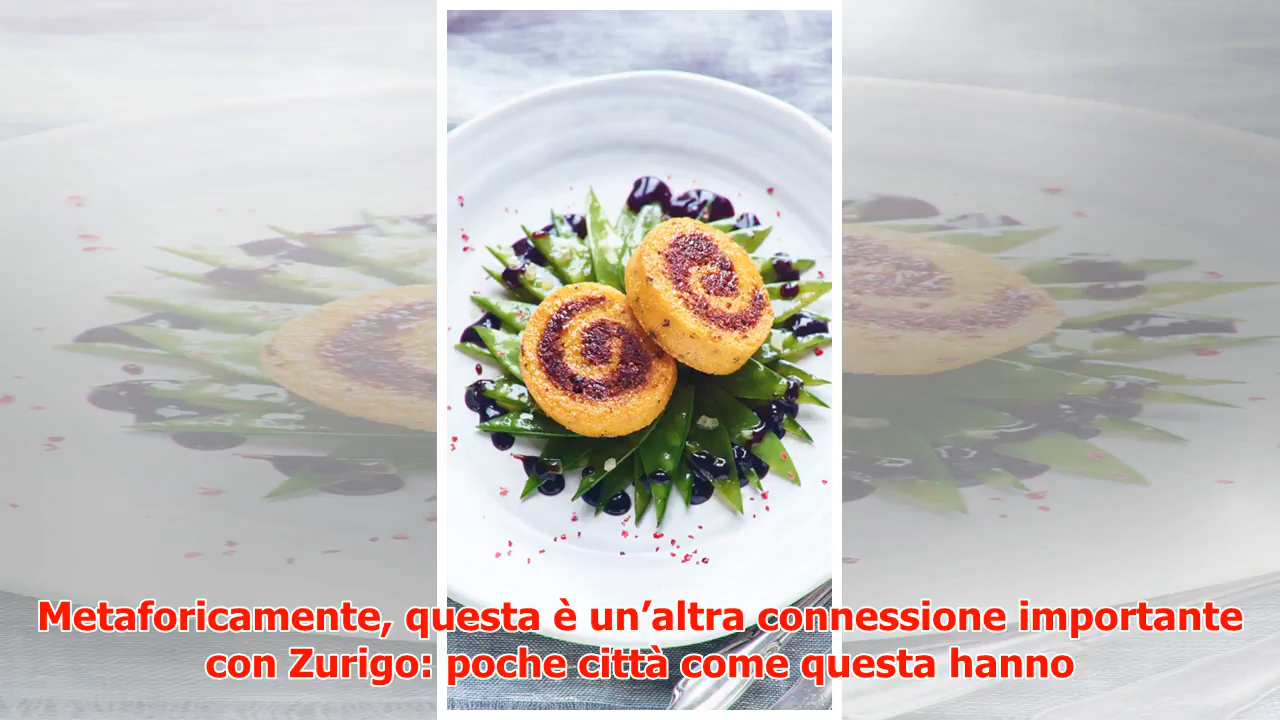 Metaforicamente, questa è un’altra connessione importante
con Zurigo: poche città come questa hanno